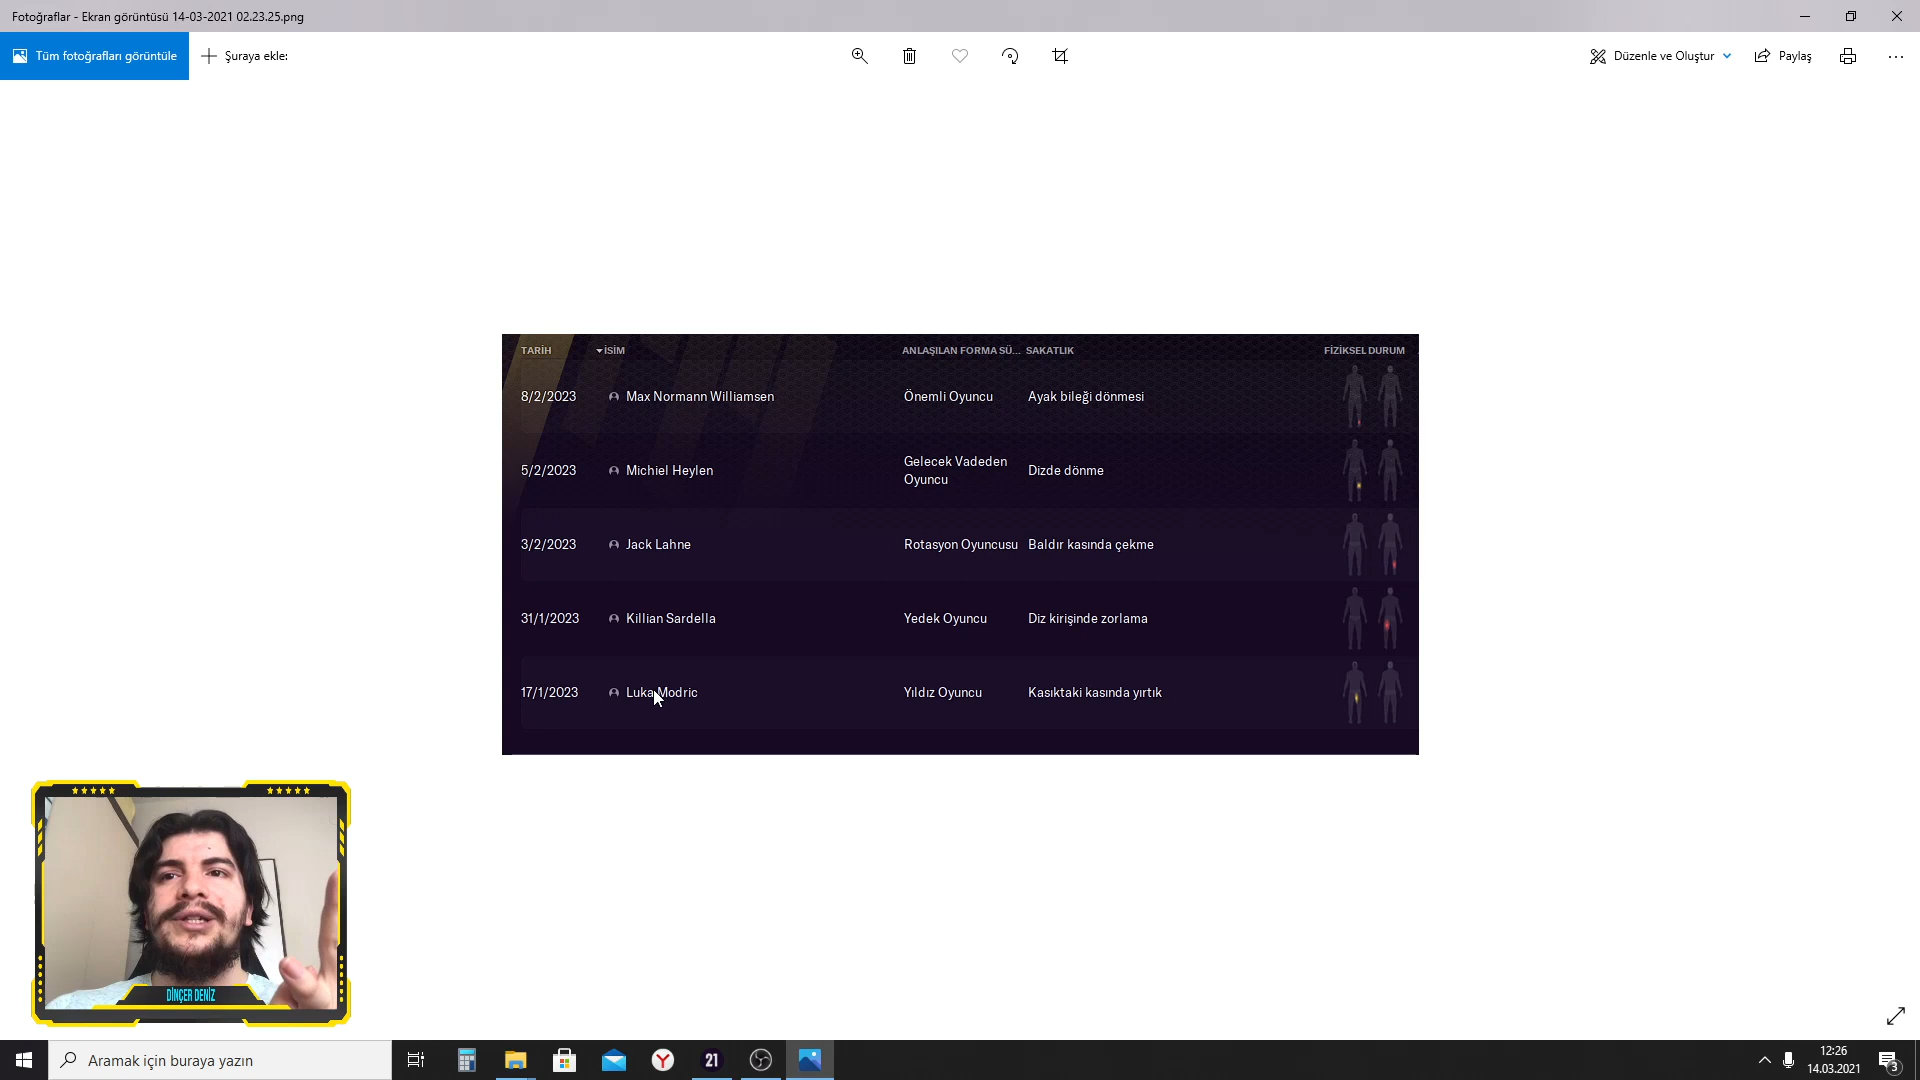 Fotoğraflar - Ekran görüntüsü 14-03-2021 02.23.25.png
Tüm fotoğrafları görüntüle
Şuraya ekle:
Düzenle ve Oluştur
Paylaş
TARİH İSİM ANLAŞILAN FORMA SÜ... SAKATLIK FİZİKSEL DURUM
8/2/2023 Max Normann Williamsen Önemli Oyuncu Ayak bileği dönmesi
5/2/2023 Michiel Heylen Gelecek Vadeden Oyuncu Dizde dönme
3/2/2023 Jack Lahne Rotasyon Oyuncusu Baldır kasında çekme
31/1/2023 Killian Sardella Yedek Oyuncu Diz kirişinde zorlama
17/1/2023 Luka Modric Yıldız Oyuncu Kasıktaki kasında yırtık
DİNÇER DENİZ
Aramak için buraya yazın
21
12:26
14.03.2021
3